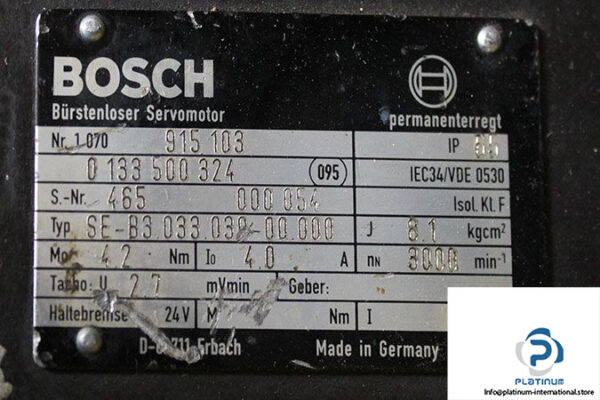 BOSCH
Bürstenloser Servomotor
permanenterregt
Nr. 1 070 915 103 IP 65
0 133 500 324 095 IEC34/VDE 0530
S.-Nr. 465 000 054 Isol. Kl. F
Typ SE-B3.033.030-00.000 J 8.1 kgcm²
Mo 4.2 Nm I₀ 4.0 A nN 3000 min⁻¹
Tacho: U 2.7 mVmin Geber:
Haltebremse 24V M Nm I
Erbach Made in Germany
PLATINUM
Info@platinum-international.store